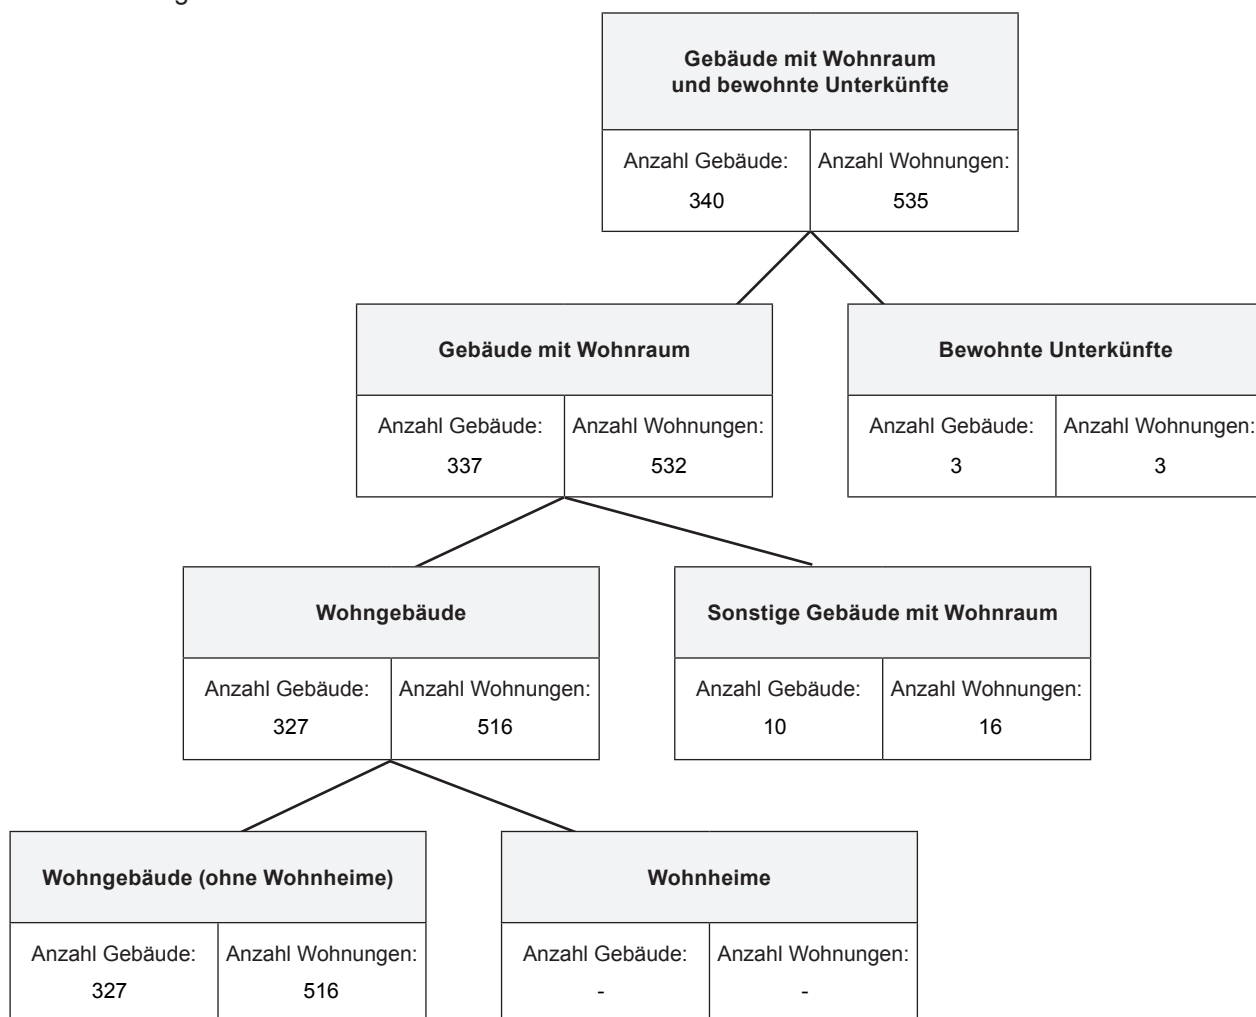 Gebäude mit Wohnraum
und bewohnte Unterkünfte
Anzahl Gebäude: Anzahl Wohnungen:
340 535
Gebäude mit Wohnraum
Bewohnte Unterkünfte
Anzahl Gebäude: Anzahl Wohnungen:
337 532
Anzahl Gebäude: Anzahl Wohnungen:
3 3
Wohngebäude
Sonstige Gebäude mit Wohnraum
Anzahl Gebäude: Anzahl Wohnungen:
327 516
Anzahl Gebäude: Anzahl Wohnungen:
10 16
Wohngebäude (ohne Wohnheime)
Wohnheime
Anzahl Gebäude: Anzahl Wohnungen:
327 516
Anzahl Gebäude: Anzahl Wohnungen:
- -